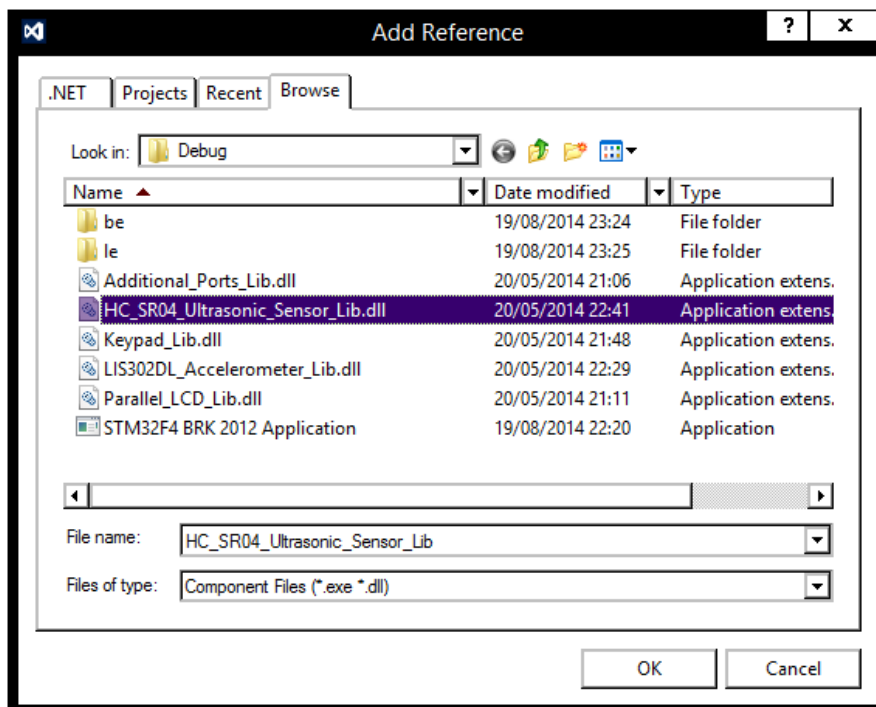 Add Reference ? x
.NET Projects Recent Browse
Look in: Debug
Name Date modified Type
be 19/08/2014 23:24 File folder
le 19/08/2014 23:25 File folder
Additional_Ports_Lib.dll 20/05/2014 21:06 Application extens.
HC_SR04_Ultrasonic_Sensor_Lib.dll 20/05/2014 22:41 Application extens.
Keypad_Lib.dll 20/05/2014 21:48 Application extens.
LIS302DL_Accelerometer_Lib.dll 20/05/2014 22:29 Application extens.
Parallel_LCD_Lib.dll 20/05/2014 21:11 Application extens.
STM32F4 BRK 2012 Application 19/08/2014 22:20 Application
File name: HC_SR04_Ultrasonic_Sensor_Lib
Files of type: Component Files (*.exe *.dll)
OK Cancel